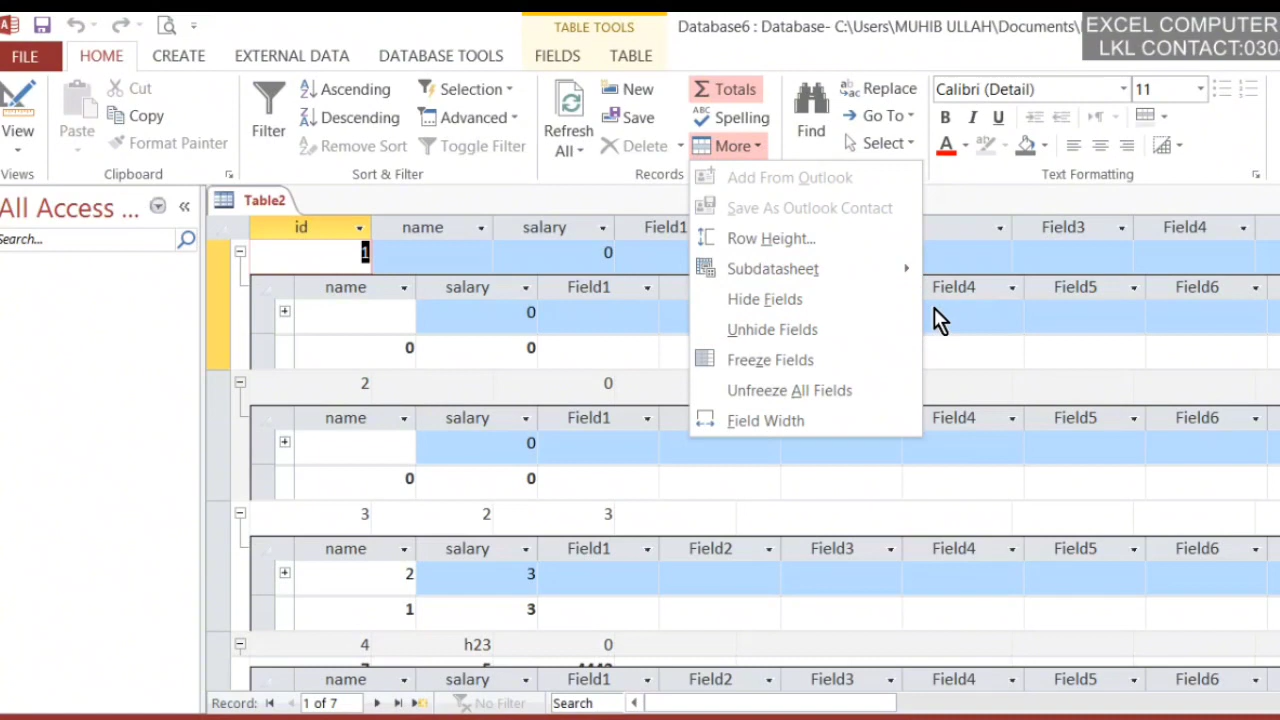 TABLE TOOLS
Database6 : Database- C:\Users\MUHIB ULLAH\Documents\
EXCEL COMPUTER
LKL CONTACT:030
FILE HOME CREATE EXTERNAL DATA DATABASE TOOLS FIELDS TABLE
View
Views
Paste
Cut
Copy
Format Painter
Clipboard
Filter
Ascending
Descending
Remove Sort
Selection
Advanced
Toggle Filter
Sort & Filter
Refresh
All
New
Save
Delete
Totals
Spelling
More
Records
Find
Replace
Go To
Select
Calibri (Detail) 11
B I U
A
Text Formatting
Add From Outlook
Save As Outlook Contact
Row Height...
Subdatasheet
Hide Fields
Unhide Fields
Freeze Fields
Unfreeze All Fields
Field Width
All Access ...
Search...
Table2
id name salary Field1 Field3 Field4
1 0
name salary Field1 Field4 Field5 Field6
0
0 0
2 0
name salary Field1 Field4 Field5 Field6
0
0 0
3 2 3
name salary Field1 Field2 Field3 Field4 Field5 Field6
2 3
1 3
4 h23 0
name salary Field1 Field2 Field3 Field4 Field5 Field6
Record: 1 of 7 No Filter Search